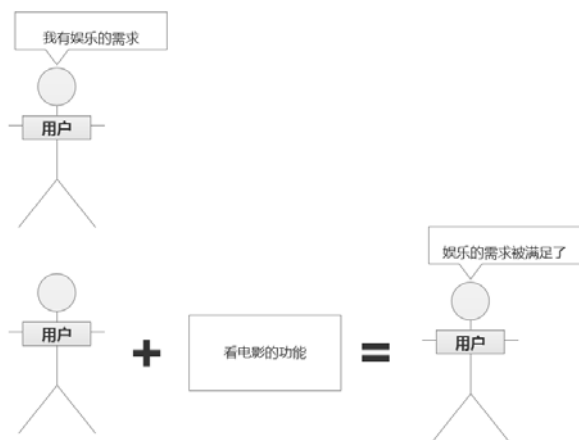 我有娱乐的需求
用户
娱乐的需求被满足了
用户
+
看电影的功能
=
用户